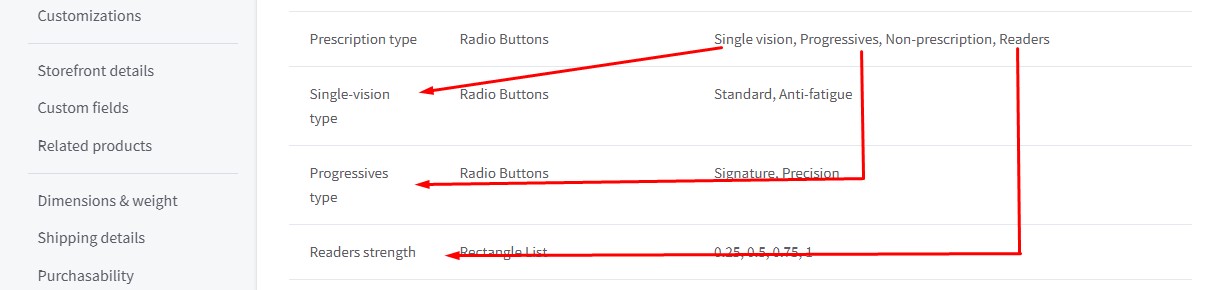 Customizations
Storefront details
Custom fields
Related products
Dimensions & weight
Shipping details
Purchasability
Prescription type Radio Buttons Single vision, Progressives, Non-prescription, Readers
Single-vision Radio Buttons Standard, Anti-fatigue
type
Progressives Radio Buttons Signature, Precision
type
Readers strength Rectangle List 0.25, 0.5, 0.75, 1